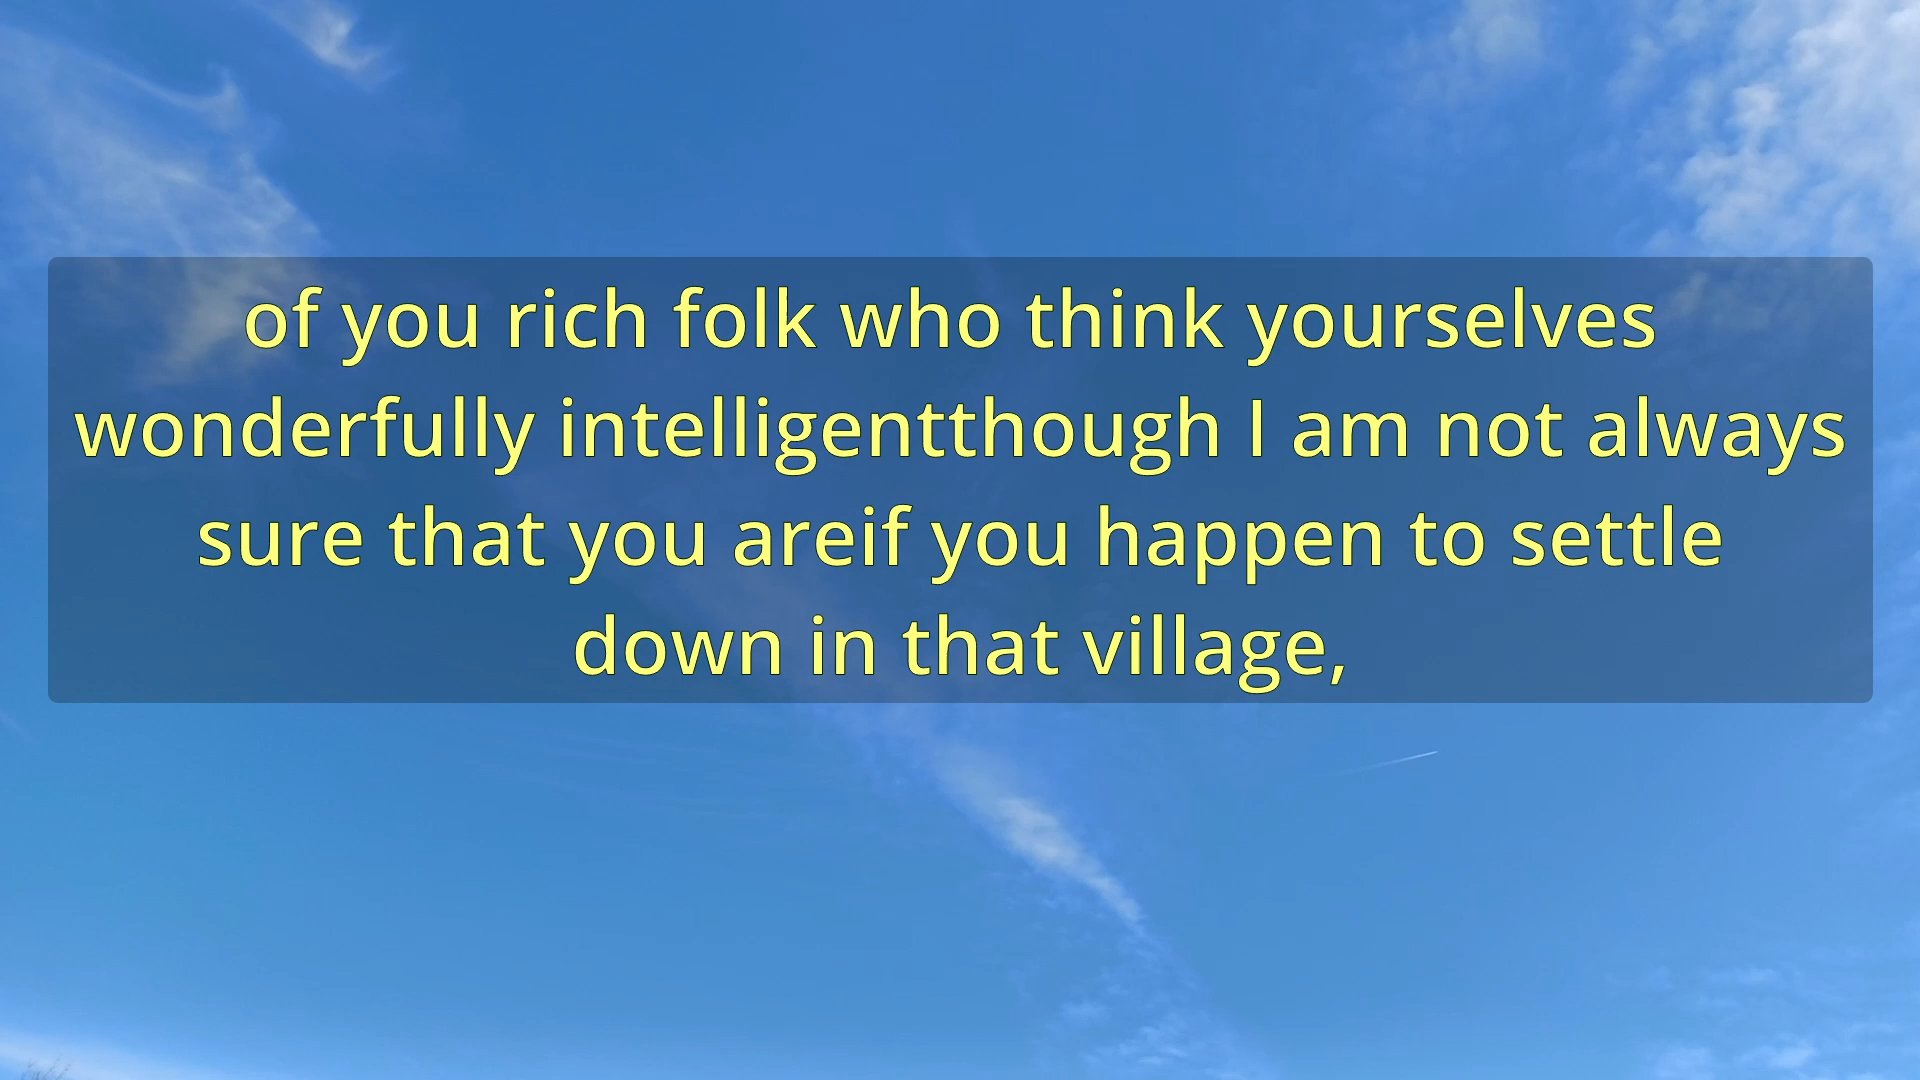 of you rich folk who think yourselves
wonderfully intelligentthough I am not always
sure that you areif you happen to settle
down in that village,